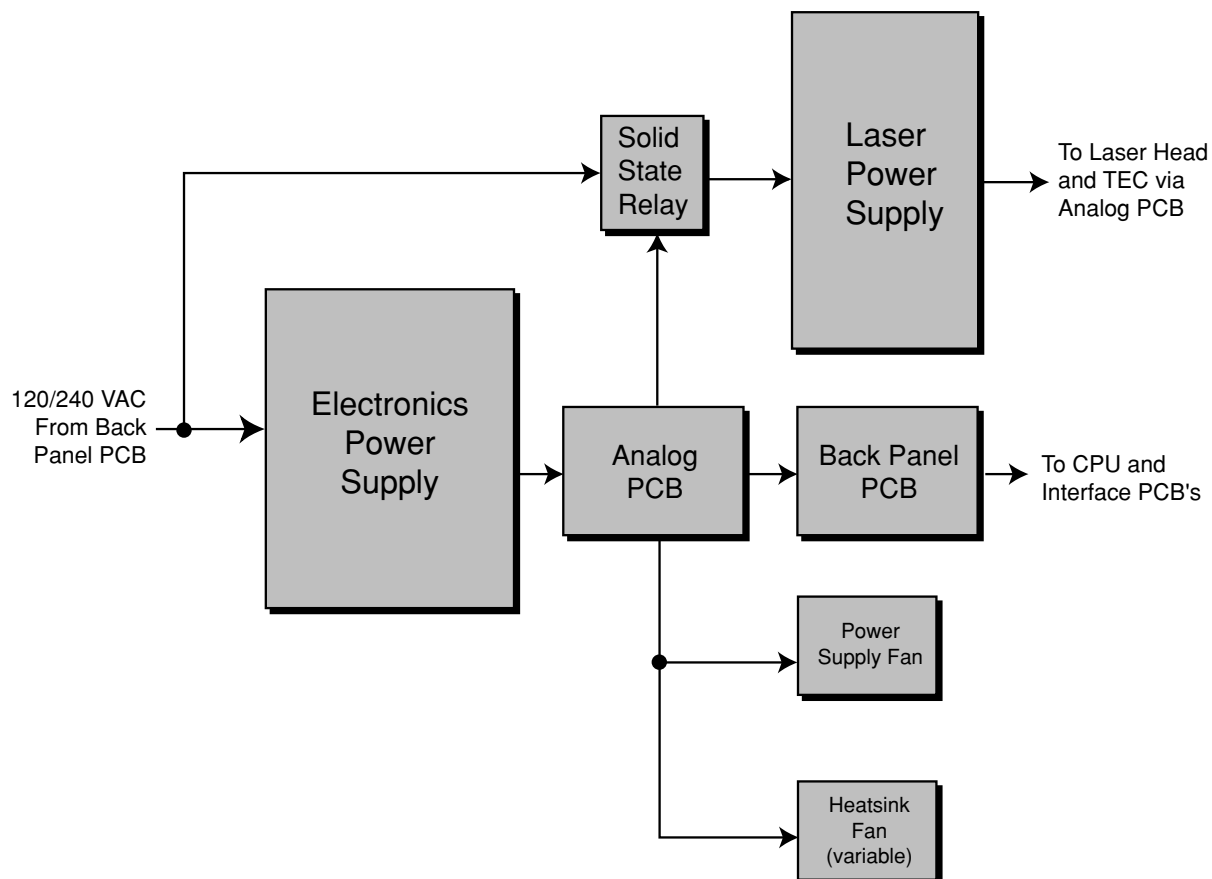 Solid
State
Relay
Laser
Power
Supply
To Laser Head
and TEC via
Analog PCB
120/240 VAC
From Back
Panel PCB
Electronics
Power
Supply
Analog
PCB
Back Panel
PCB
To CPU and
Interface PCB's
Power
Supply Fan
Heatsink
Fan
(variable)